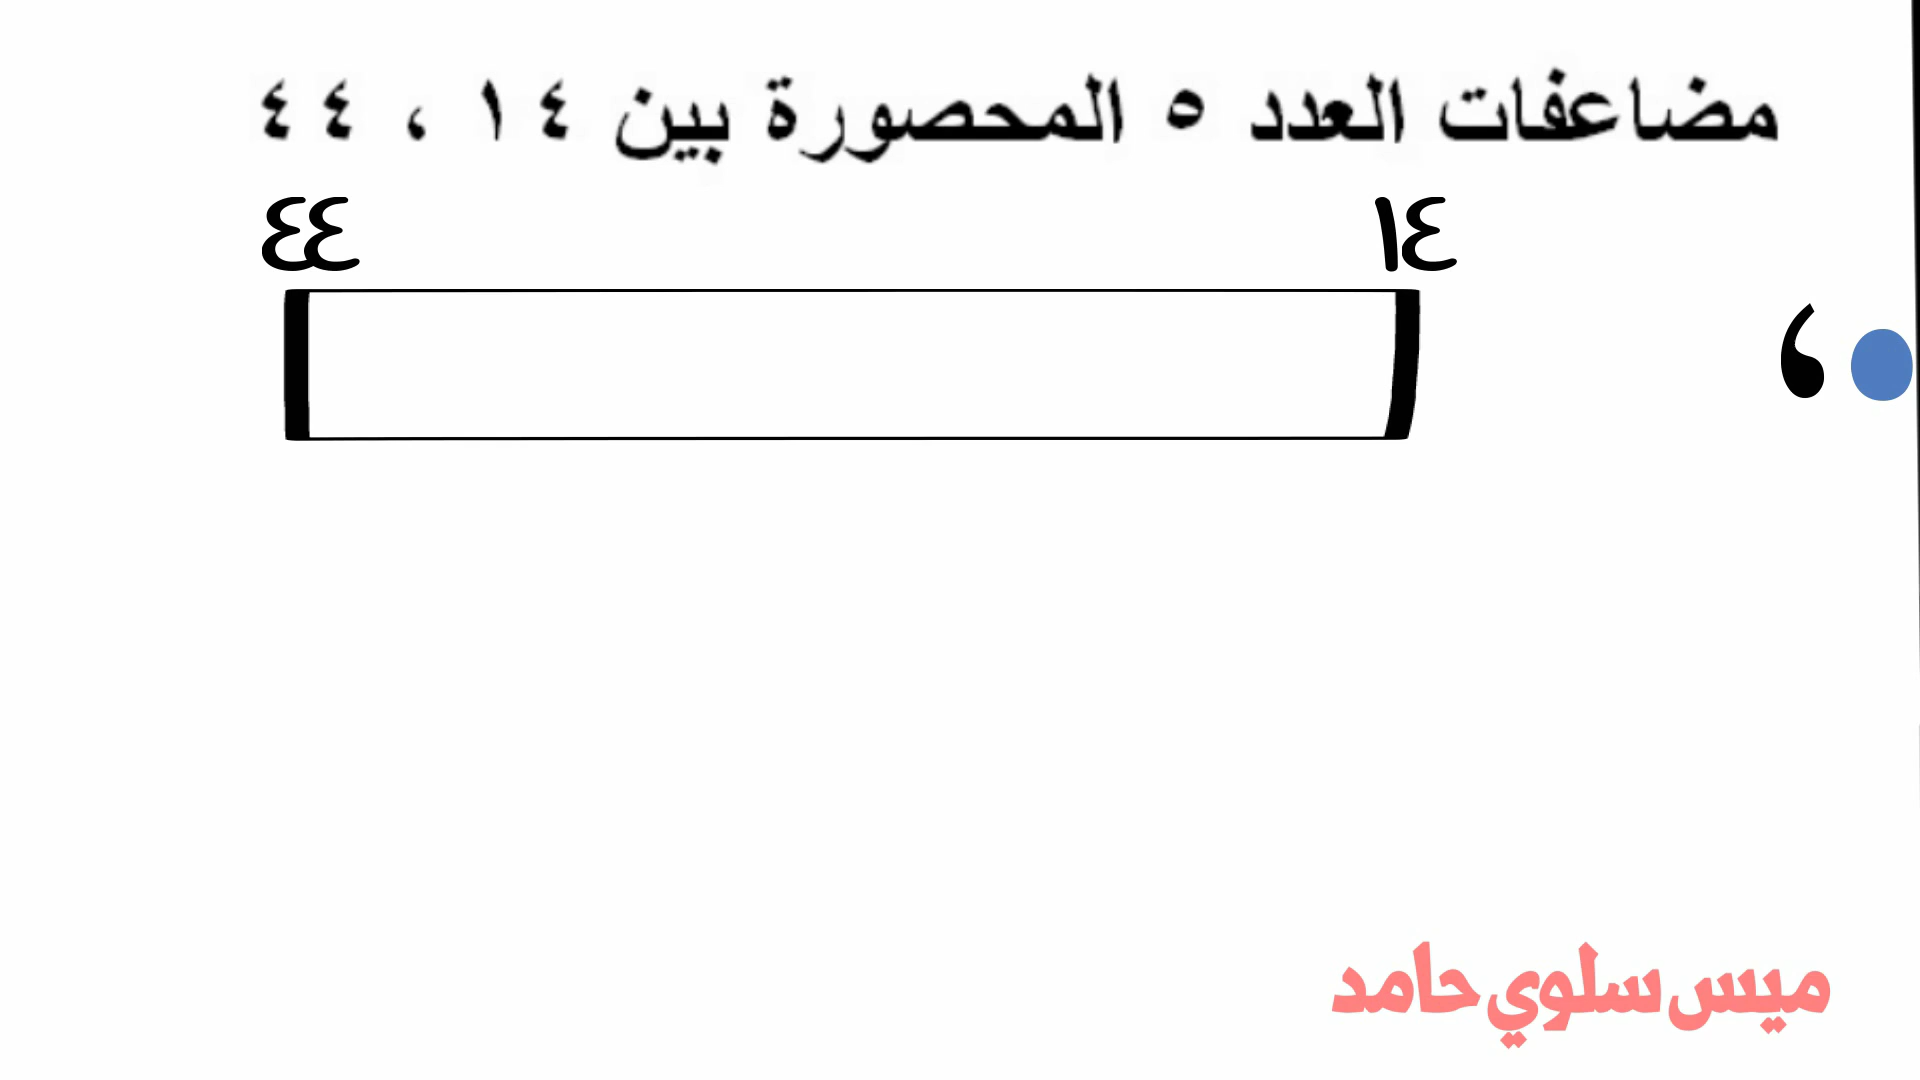 مضاعفات العدد ٥ المحصورة بين ١٤ ، ٤٤
١٤ ٤٤
،
ميس سلوي حامد